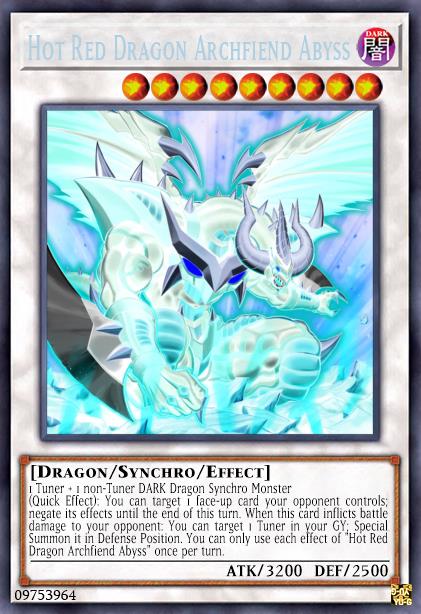 Hot Red Dragon Archfiend Abyss
DARK
闇
[Dragon/Synchro/Effect]
1 Tuner + 1 non-Tuner DARK Dragon Synchro Monster
(Quick Effect): You can target 1 face-up card your opponent controls;
negate its effects until the end of this turn. When this card inflicts battle
damage to your opponent: You can target 1 Tuner in your GY; Special
Summon it in Defense Position. You can only use each effect of "Hot Red
Dragon Archfiend Abyss" once per turn.
ATK/3200 DEF/2500
09753964